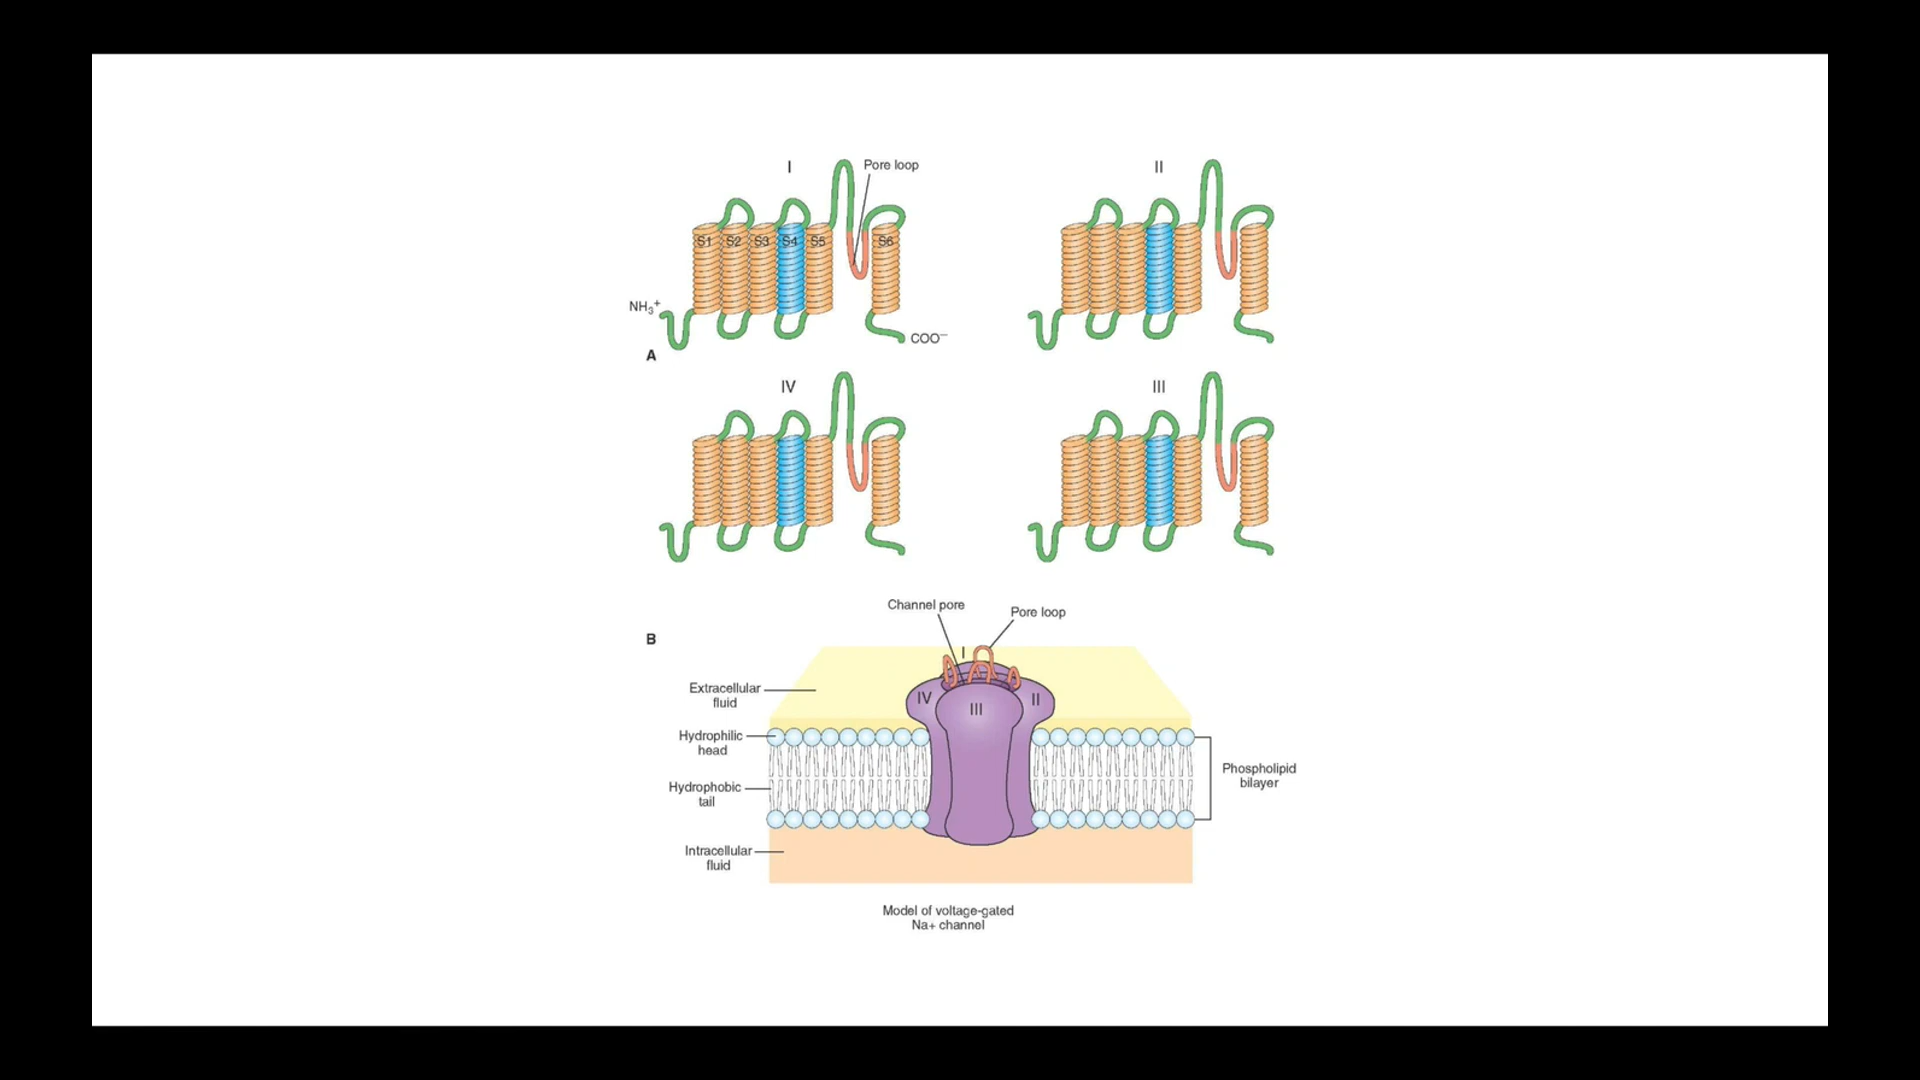 I
Pore loop
II
S1 S2 S3 S4 S5 S6
NH₃⁺
COO⁻
A
IV
III
Channel pore
Pore loop
B
I
Extracellular
fluid
IV
II
III
Hydrophilic
head
Phospholipid
bilayer
Hydrophobic
tail
Intracellular
fluid
Model of voltage-gated
Na+ channel